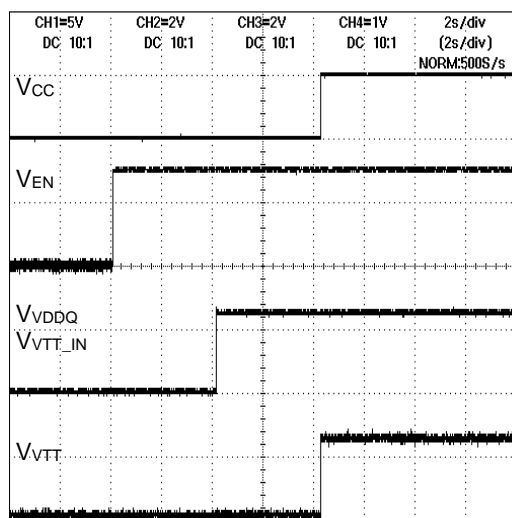 CH1=5V CH2=2V CH3=2V CH4=1V 2s/div
DC 10:1 DC 10:1 DC 10:1 DC 10:1 (2s/div)
NORM:500S/s
VCC
VEN
VVDDQ
VVTT_IN
VVTT